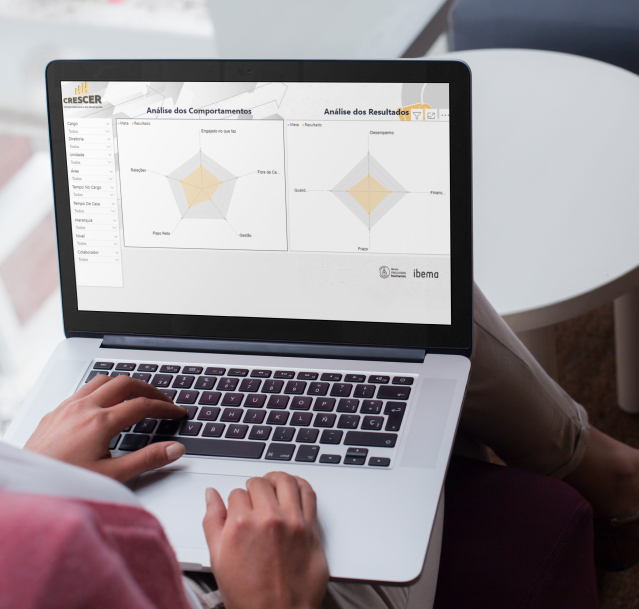 CRESCER
Análise dos Comportamentos
Análise dos Resultados
Cargo
Todos
Diretoria
Todos
Unidade
Todos
Área
Todos
Tempo No Cargo
Todos
Tempo De Casa
Todos
Hierarquia
Todos
Nível
Todos
Colaborador
Todos
Meta Resultado
Engajado no que faz
Fora da Ca...
Gestão
Papo Reto
Relações
Meta Resultado
Desempenho
Financ...
Prazo
Quali...
ibema